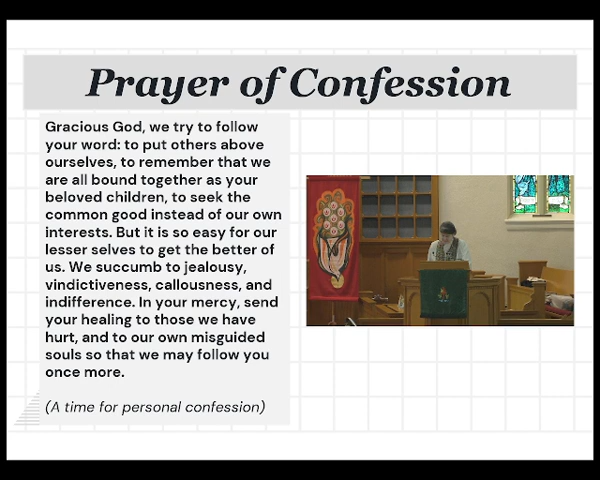 Prayer of Confession
Gracious God, we try to follow
your word: to put others above
ourselves, to remember that we
are all bound together as your
beloved children, to seek the
common good instead of our own
interests. But it is so easy for our
lesser selves to get the better of
us. We succumb to jealousy,
vindictiveness, callousness, and
indifference. In your mercy, send
your healing to those we have
hurt, and to our own misguided
souls so that we may follow you
once more.
(A time for personal confession)